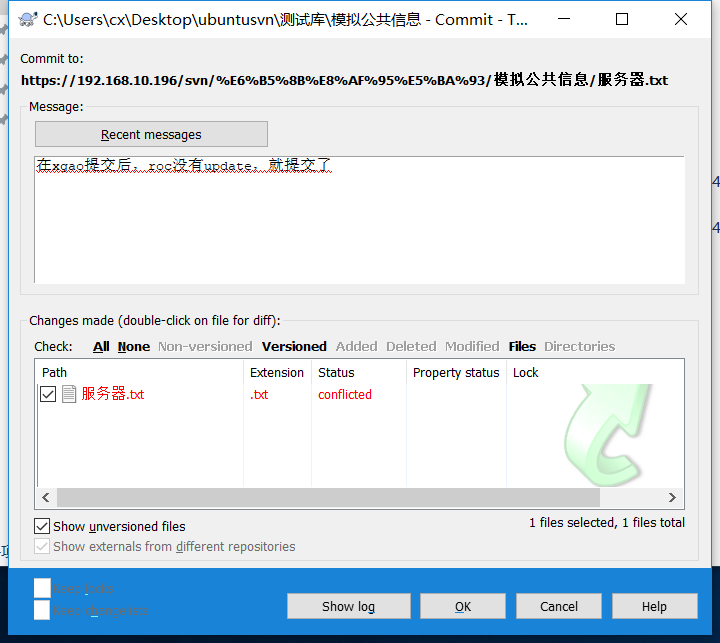 C:\Users\cx\Desktop\ubuntusvn\测试库\模拟公共信息 - Commit - T...
Commit to:
https://192.168.10.196/svn/%E6%B5%8B%E8%AF%95%E5%BA%93/模拟公共信息/服务器.txt
Message:
Recent messages
在xgao提交后，roc没有update，就提交了
4
4
Changes made (double-click on file for diff):
Check: All None Non-versioned Versioned Added Deleted Modified Files Directories
Path Extension Status Property status Lock
服务器.txt .txt conflicted
Show unversioned files
1 files selected, 1 files total
Show externals from different repositories
Keep locks
Keep changelists
Show log OK Cancel Help